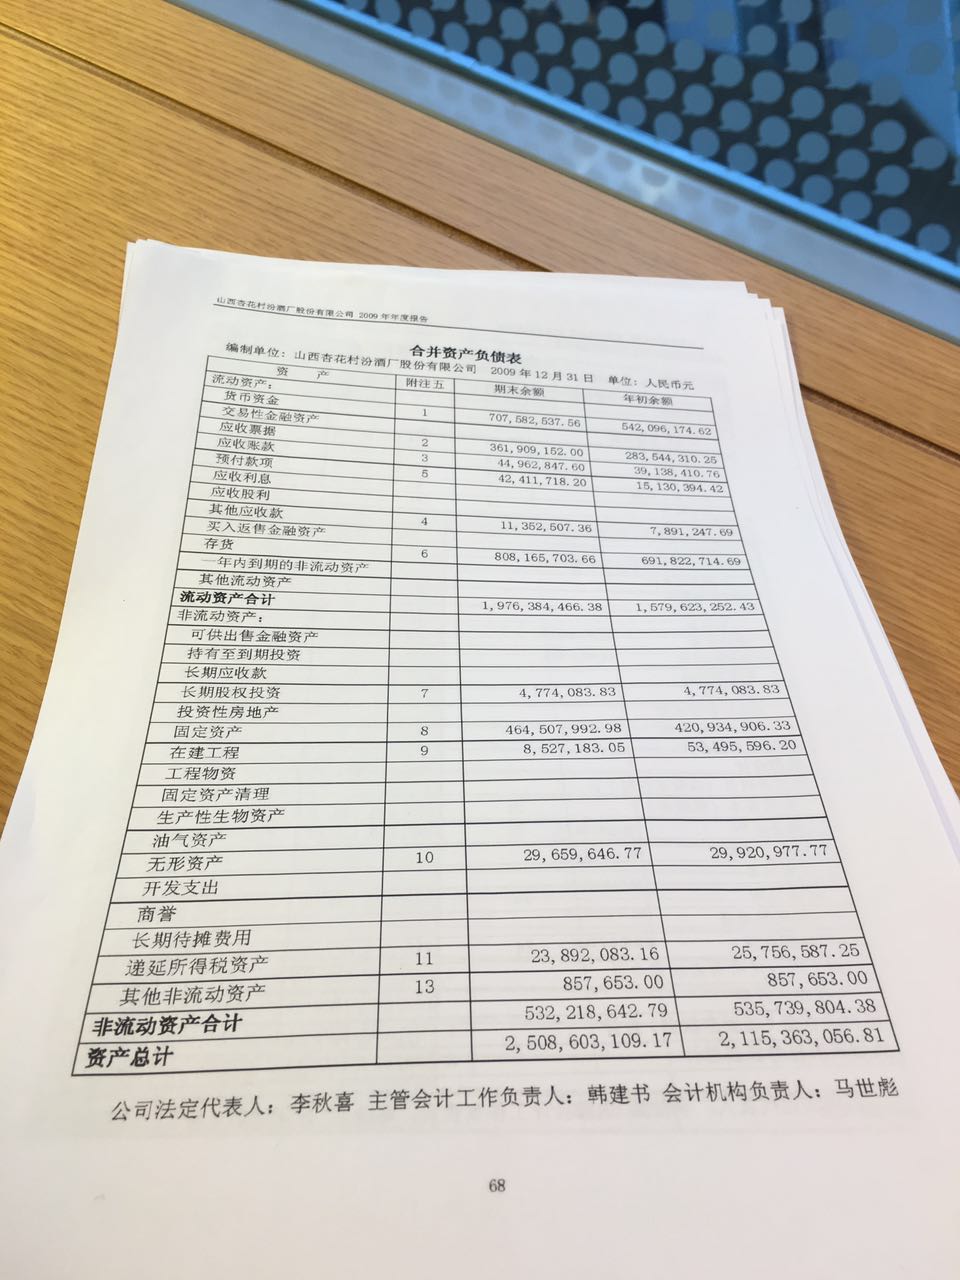 山西杏花村汾酒厂股份有限公司 2009 年年度报告
合并资产负债表
编制单位：山西杏花村汾酒厂股份有限公司 2009 年 12 月 31 日 单位：人民币元
资 产 附注五 期末余额 年初余额
流动资产：
货币资金 1 707,582,537.56 542,096,174.62
交易性金融资产
应收票据 2 361,909,152.00 283,544,310.25
应收账款 3 44,962,847.60 39,138,410.76
预付款项 5 42,411,718.20 15,130,394.42
应收利息
应收股利
其他应收款 4 11,352,507.36 7,891,247.69
买入返售金融资产
存货 6 808,165,703.66 691,822,714.69
一年内到期的非流动资产
其他流动资产
流动资产合计 1,976,384,466.38 1,579,623,252.43
非流动资产：
可供出售金融资产
持有至到期投资
长期应收款
长期股权投资 7 4,774,083.83 4,774,083.83
投资性房地产
固定资产 8 464,507,992.98 420,934,906.33
在建工程 9 8,527,183.05 53,495,596.20
工程物资
固定资产清理
生产性生物资产
油气资产
无形资产 10 29,659,646.77 29,920,977.77
开发支出
商誉
长期待摊费用
递延所得税资产 11 23,892,083.16 25,756,587.25
其他非流动资产 13 857,653.00 857,653.00
非流动资产合计 532,218,642.79 535,739,804.38
资产总计 2,508,603,109.17 2,115,363,056.81
公司法定代表人：李秋喜 主管会计工作负责人：韩建书 会计机构负责人：马世彪
68